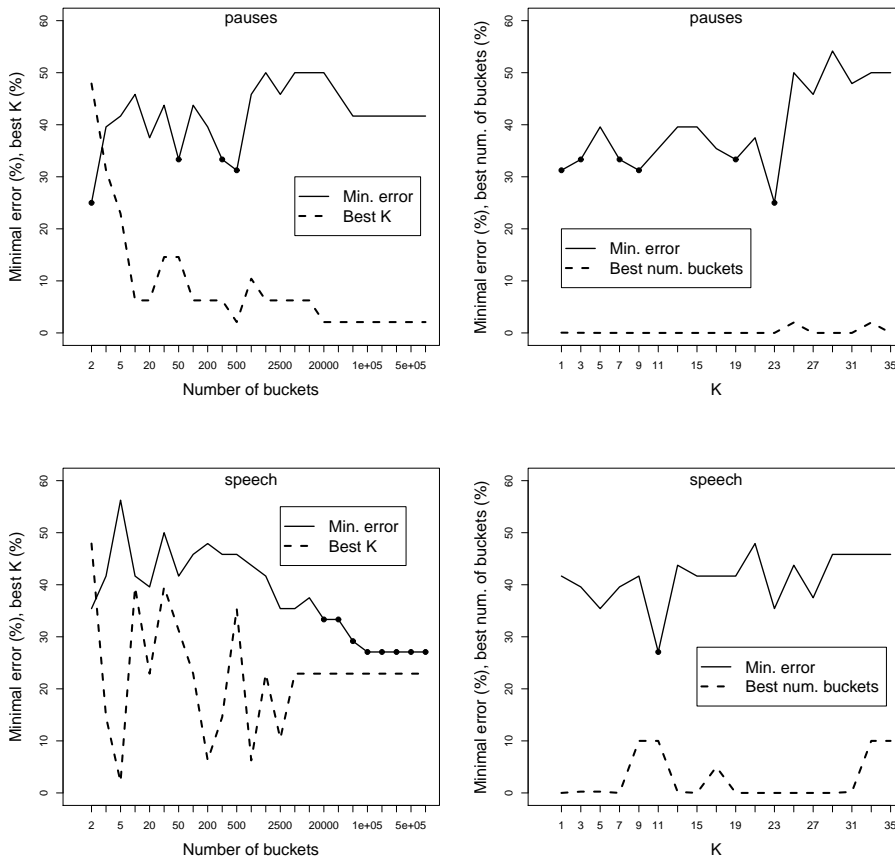 pauses
Minimal error (%), best K (%)
60
50
40
30
20
10
0
Min. error
Best K
2 5 20 50 200 500 2500 20000 1e+05 5e+05
Number of buckets
pauses
Minimal error (%), best num. of buckets (%)
60
50
40
30
20
10
0
Min. error
Best num. buckets
1 3 5 7 9 11 15 19 23 27 31 35
K
speech
Minimal error (%), best K (%)
60
50
40
30
20
10
0
Min. error
Best K
2 5 20 50 200 500 2500 20000 1e+05 5e+05
Number of buckets
speech
Minimal error (%), best num. of buckets (%)
60
50
40
30
20
10
0
Min. error
Best num. buckets
1 3 5 7 9 11 15 19 23 27 31 35
K